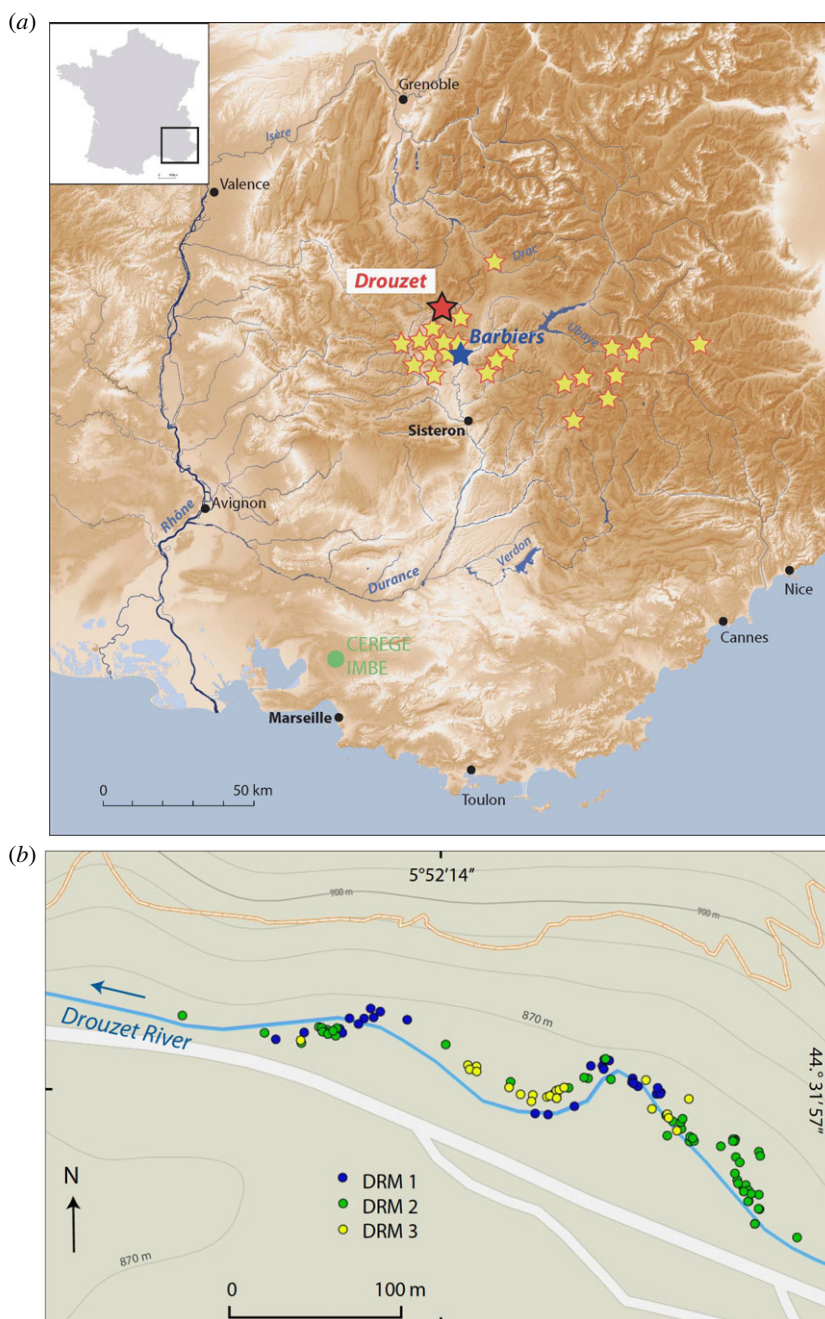 (a)
Grenoble
Isère
Valence
Drac
Drouzet
Barbiers
Ubaye
Sisteron
Avignon
Rhône
Durance
Verdon
Nice
Cannes
CEREGE
IMBE
Marseille
Toulon
0 50 km
(b)
5°52'14"
900 m
900 m
870 m
Drouzet River
44.° 31'57"
N
DRM 1
DRM 2
DRM 3
870 m
0 100 m